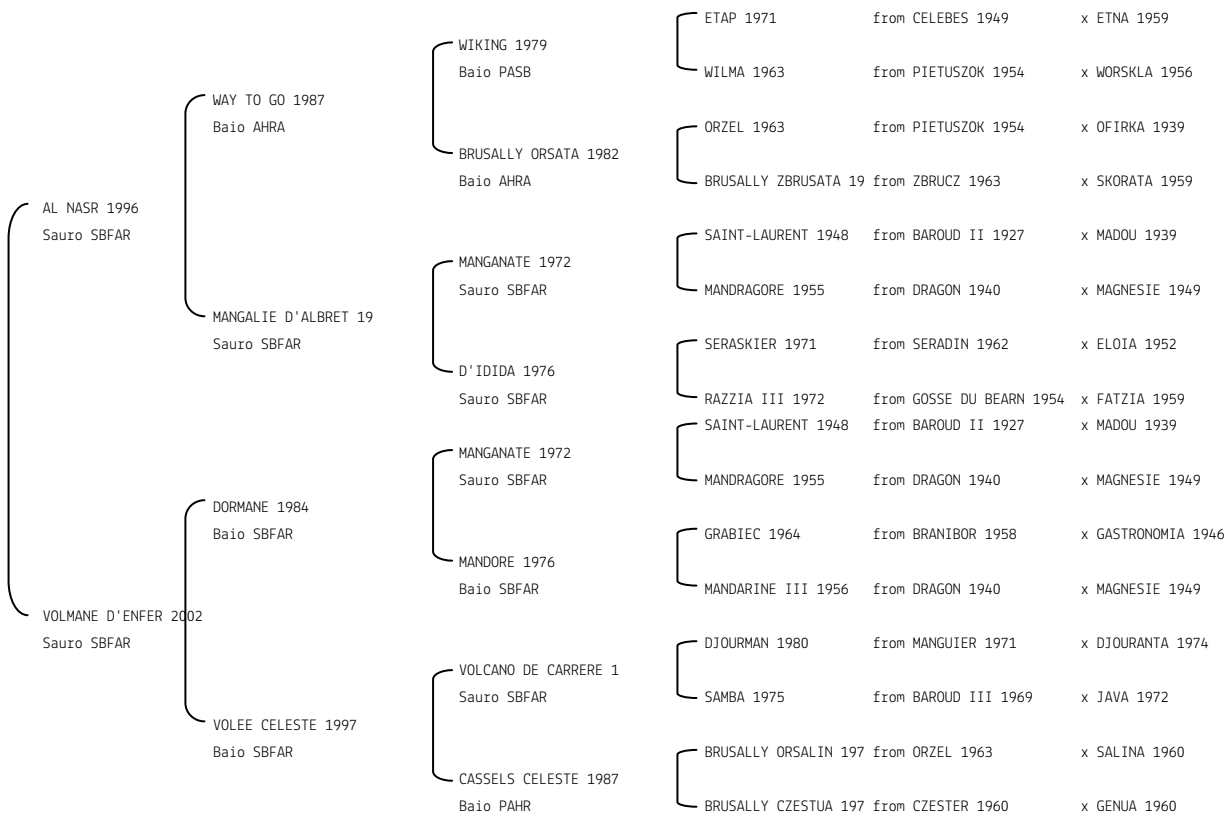 ETAP 1971 from CELEBES 1949 x ETNA 1959
WIKING 1979
Baio PASB
WILMA 1963 from PIETUSZOK 1954 x WORSKLA 1956
WAY TO GO 1987
Baio AHRA
ORZEL 1963 from PIETUSZOK 1954 x OFIRKA 1939
BRUSALLY ORSATA 1982
Baio AHRA
BRUSALLY ZBRUSATA 19 from ZBRUCZ 1963 x SKORATA 1959
AL NASR 1996
Sauro SBFAR
SAINT-LAURENT 1948 from BAROUD II 1927 x MADOU 1939
MANGANATE 1972
Sauro SBFAR
MANDRAGORE 1955 from DRAGON 1940 x MAGNESIE 1949
MANGALIE D'ALBRET 19
Sauro SBFAR
SERASKIER 1971 from SERADIN 1962 x ELOIA 1952
D'IDIDA 1976
Sauro SBFAR
RAZZIA III 1972 from GOSSE DU BEARN 1954 x FATZIA 1959
SAINT-LAURENT 1948 from BAROUD II 1927 x MADOU 1939
MANGANATE 1972
Sauro SBFAR
MANDRAGORE 1955 from DRAGON 1940 x MAGNESIE 1949
DORMANE 1984
Baio SBFAR
GRABIEC 1964 from BRANIBOR 1958 x GASTRONOMIA 1946
MANDORE 1976
Baio SBFAR
MANDARINE III 1956 from DRAGON 1940 x MAGNESIE 1949
VOLMANE D'ENFER 2002
Sauro SBFAR
DJOURMAN 1980 from MANGUIER 1971 x DJOURANTA 1974
VOLCANO DE CARRERE 1
Sauro SBFAR
SAMBA 1975 from BAROUD III 1969 x JAVA 1972
VOLEE CELESTE 1997
Baio SBFAR
BRUSALLY ORSALIN 197 from ORZEL 1963 x SALINA 1960
CASSELS CELESTE 1987
Baio PAHR
BRUSALLY CZESTUA 197 from CZESTER 1960 x GENUA 1960